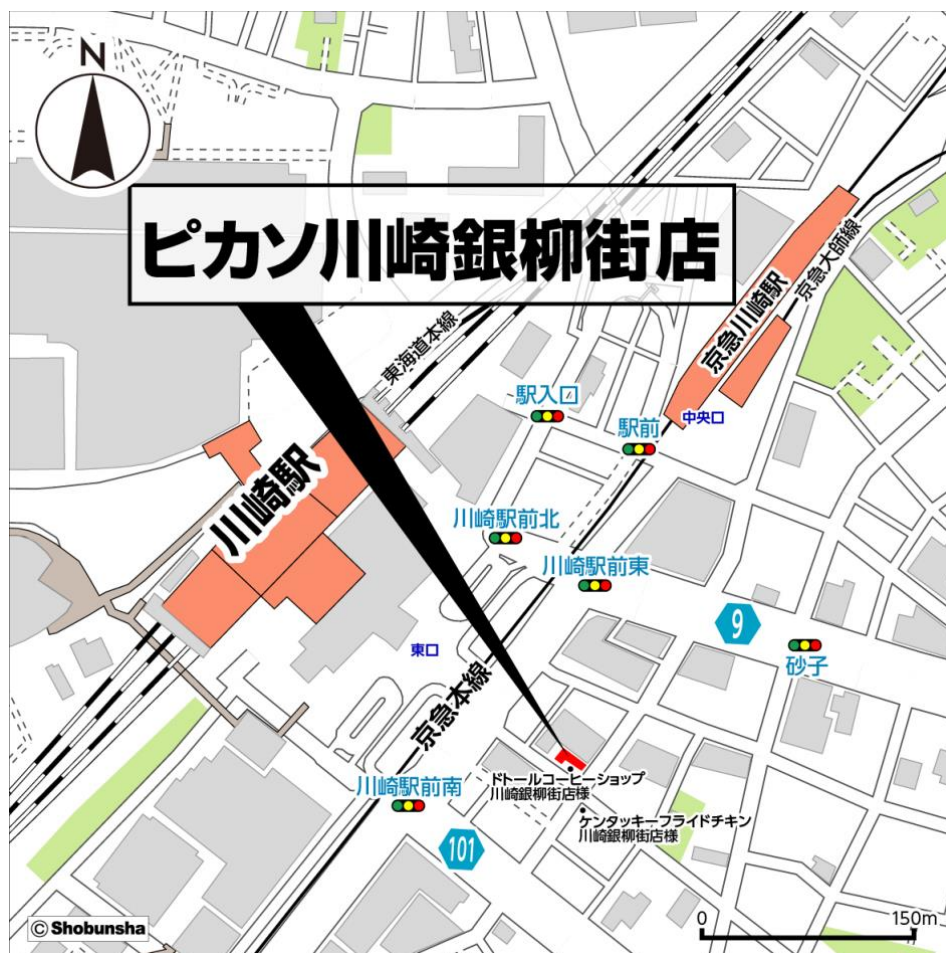 N
ピカソ川崎銀柳街店
京急川崎駅
京急大師線
東海道本線
駅入口
中央口
駅前
川崎駅
川崎駅前北
川崎駅前東
9
砂子
東口
京急本線
ドトールコーヒーショップ
川崎銀柳街店様
川崎駅前南
ケンタッキーフライドチキン
川崎銀柳街店様
101
0
150m
© Shobunsha